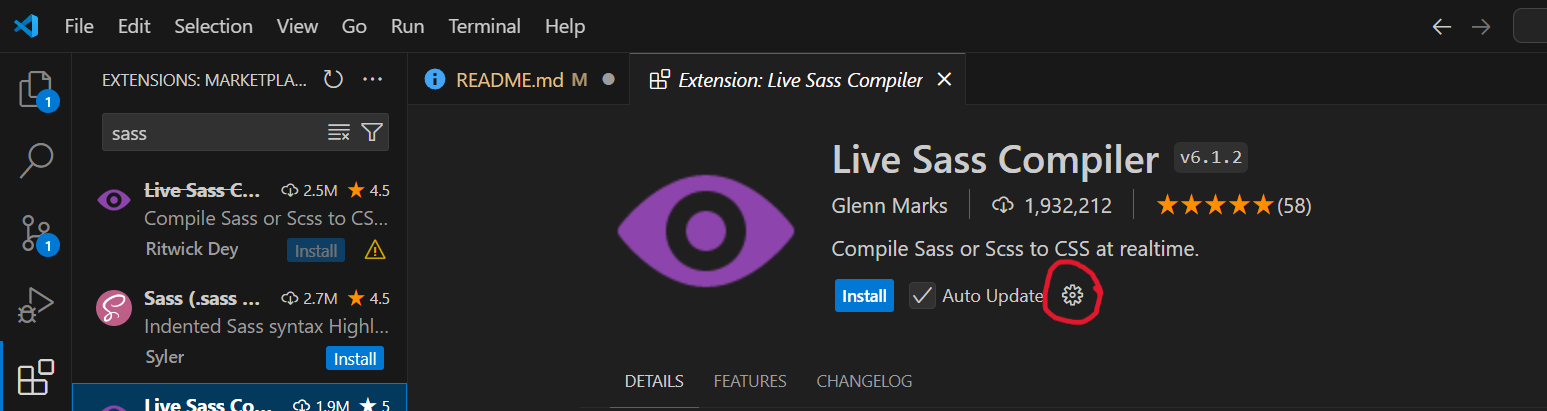 File Edit Selection View Go Run Terminal Help
EXTENSIONS: MARKETPLA...
README.md M
Extension: Live Sass Compiler
1
sass
Live Sass C... 2.5M 4.5
Compile Sass or Scss to CS...
Ritwick Dey Install
1
Sass (.sass ... 2.7M 4.5
Indented Sass syntax Highl...
Syler Install
Live Sass Co... 1.9M 5
Live Sass Compiler v6.1.2
Glenn Marks 1,932,212 (58)
Compile Sass or Scss to CSS at realtime.
Install Auto Update
DETAILS FEATURES CHANGELOG